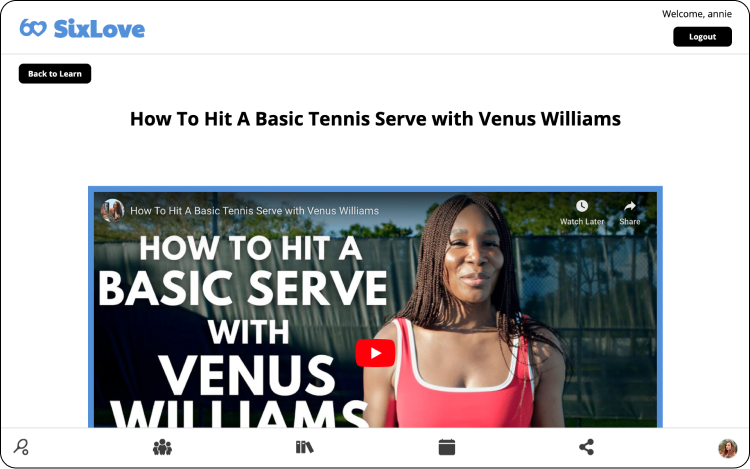 SixLove
Welcome, annie
Logout
Back to Learn
How To Hit A Basic Tennis Serve with Venus Williams
How To Hit A Basic Tennis Serve with Venus Williams
Watch Later
Share
HOW TO HIT A
BASIC SERVE
WITH
VENUS
WILLIAMS